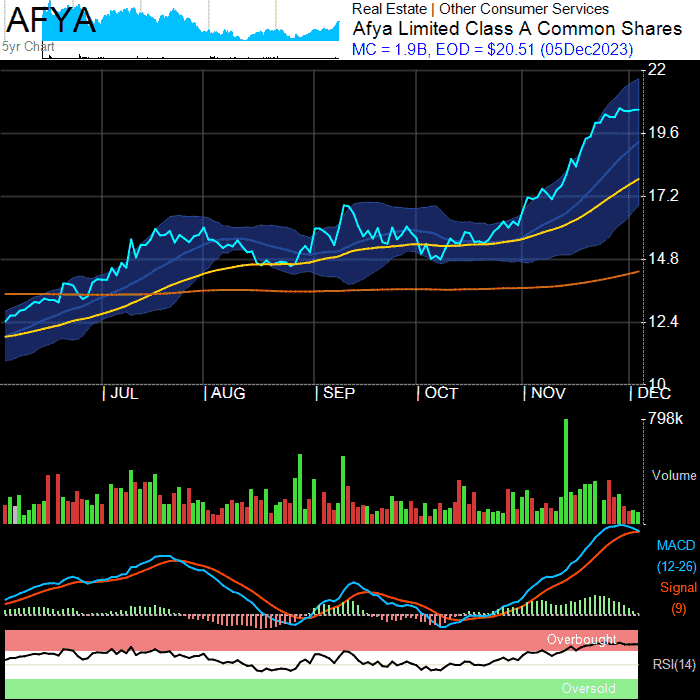 AFYA
5yr Chart
Real Estate | Other Consumer Services
Afya Limited Class A Common Shares
MC = 1.9B, EOD = $20.51 (05Dec2023)
22
19.6
17.2
14.8
12.4
10
JUL AUG SEP OCT NOV DEC
798k
Volume
MACD
(12-26)
Signal
(9)
Overbought
RSI(14)
Oversold